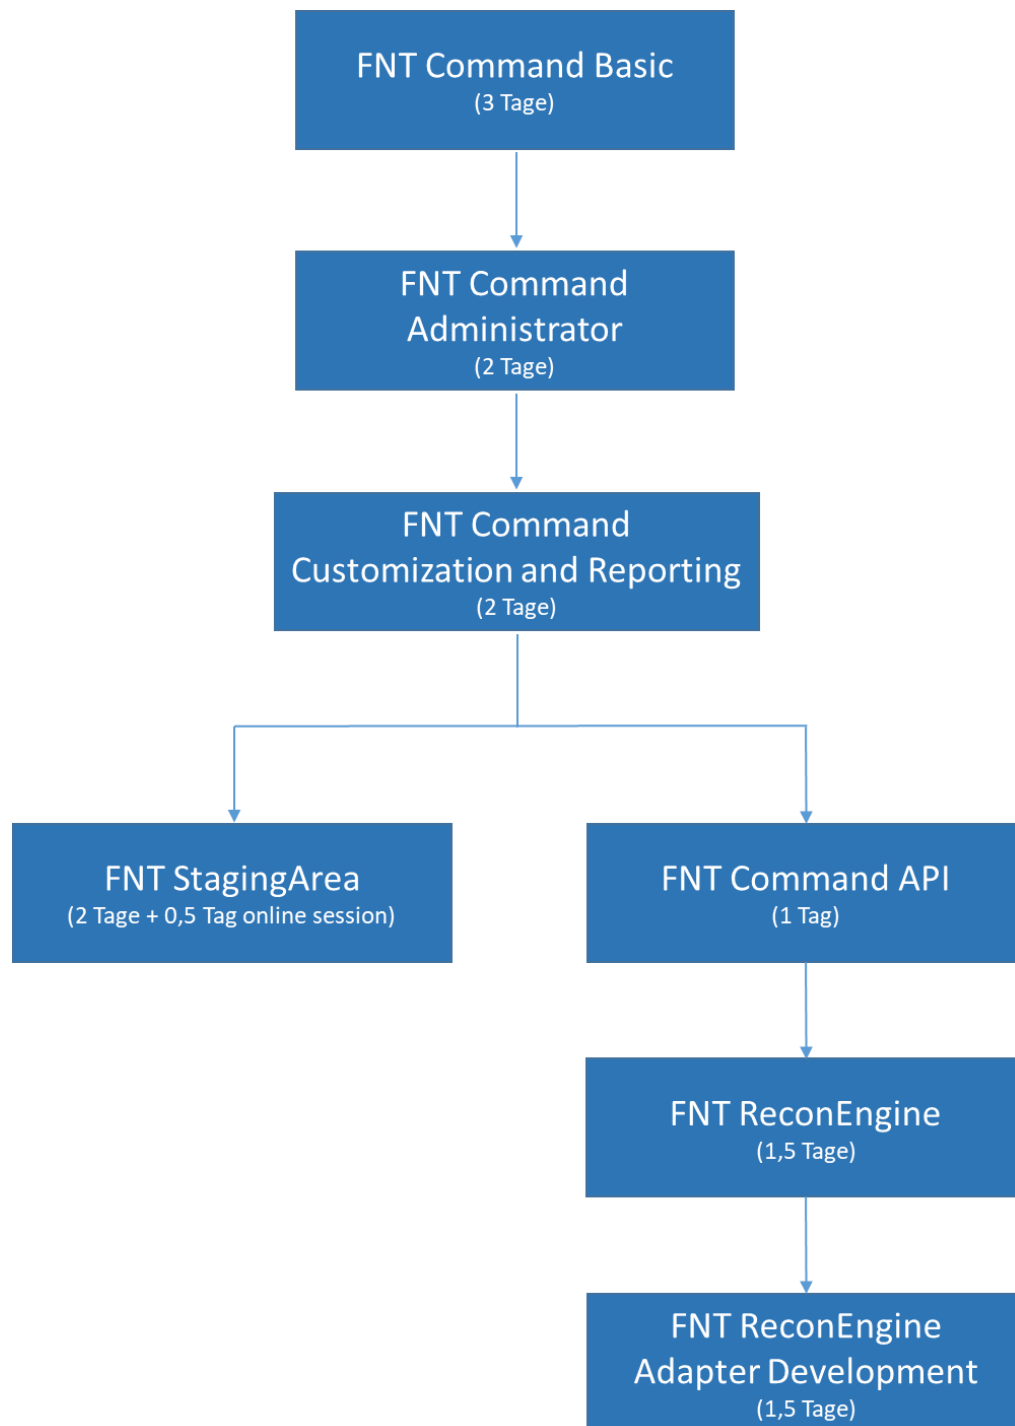 FNT Command Basic
(3 Tage)
FNT Command
Administrator
(2 Tage)
FNT Command
Customization and Reporting
(2 Tage)
FNT StagingArea
(2 Tage + 0,5 Tag online session)
FNT Command API
(1 Tag)
FNT ReconEngine
(1,5 Tage)
FNT ReconEngine
Adapter Development
(1,5 Tage)